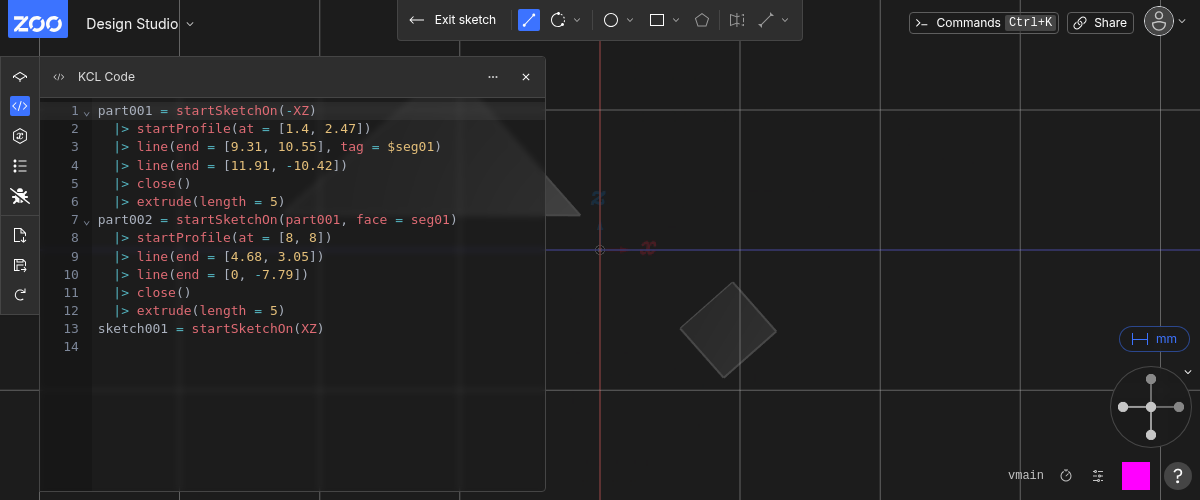 ZOO Design Studio
Exit sketch
Commands Ctrl+K
Share
KCL Code
1 part001 = startSketchOn(-XZ)
2 |> startProfile(at = [1.4, 2.47])
3 |> line(end = [9.31, 10.55], tag = $seg01)
4 |> line(end = [11.91, -10.42])
5 |> close()
6 |> extrude(length = 5)
7 part002 = startSketchOn(part001, face = seg01)
8 |> startProfile(at = [8, 8])
9 |> line(end = [4.68, 3.05])
10 |> line(end = [0, -7.79])
11 |> close()
12 |> extrude(length = 5)
13 sketch001 = startSketchOn(XZ)
14
z
x
mm
vmain
?